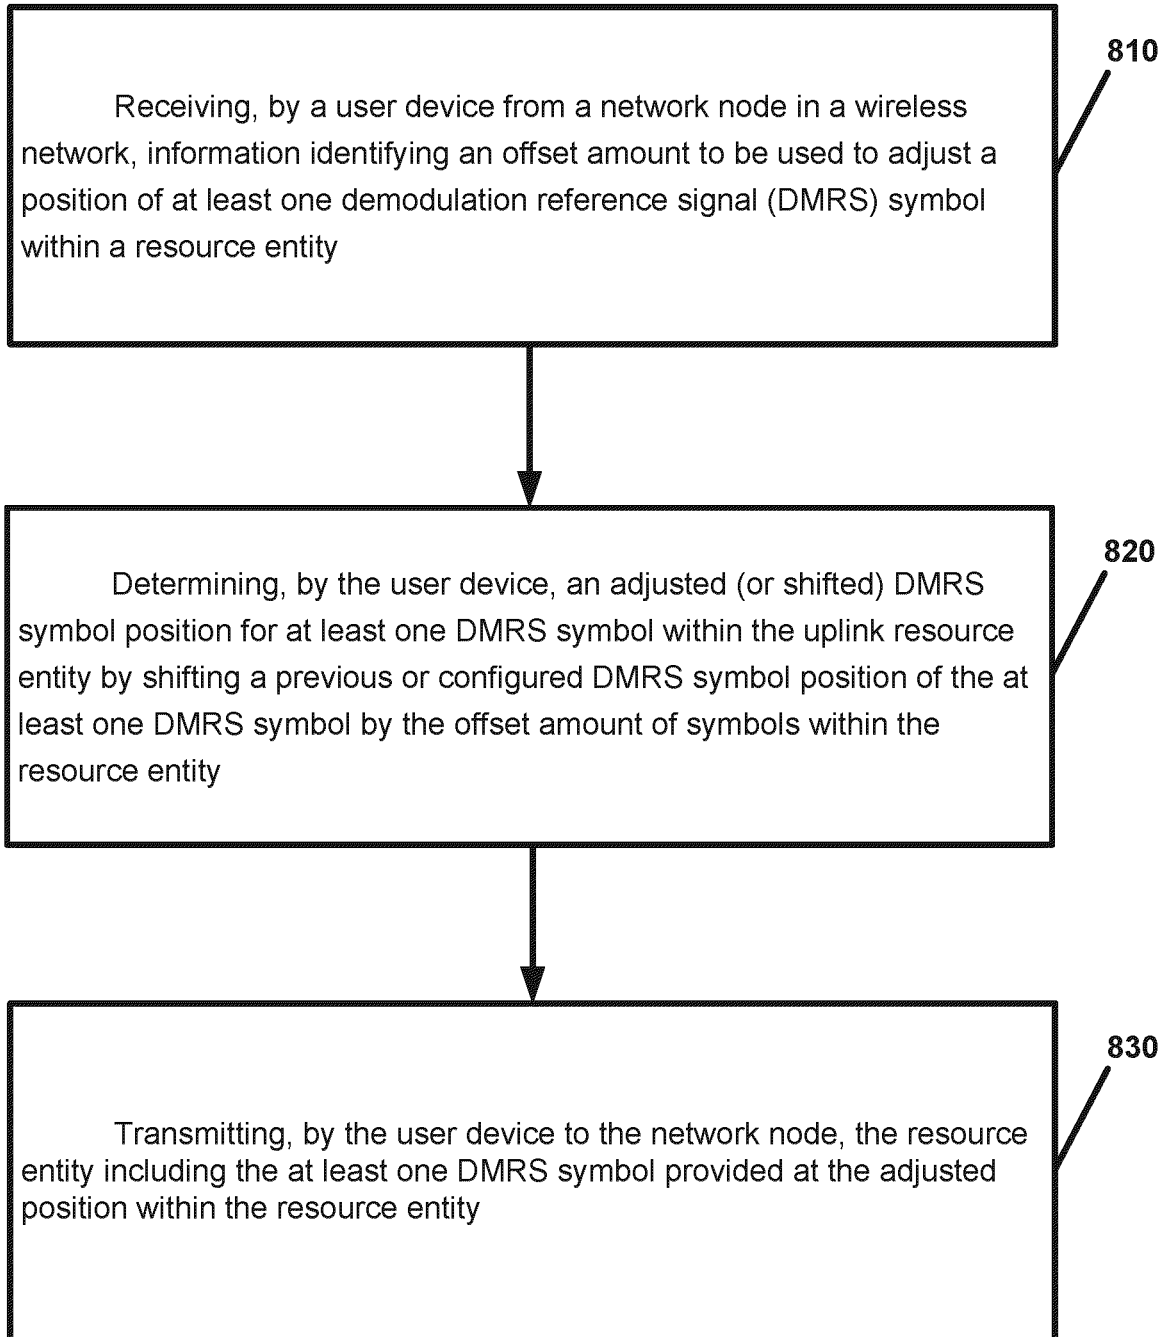 810
Receiving, by a user device from a network node in a wireless
network, information identifying an offset amount to be used to adjust a
position of at least one demodulation reference signal (DMRS) symbol
within a resource entity
820
Determining, by the user device, an adjusted (or shifted) DMRS
symbol position for at least one DMRS symbol within the uplink resource
entity by shifting a previous or configured DMRS symbol position of the at
least one DMRS symbol by the offset amount of symbols within the
resource entity
830
Transmitting, by the user device to the network node, the resource
entity including the at least one DMRS symbol provided at the adjusted
position within the resource entity